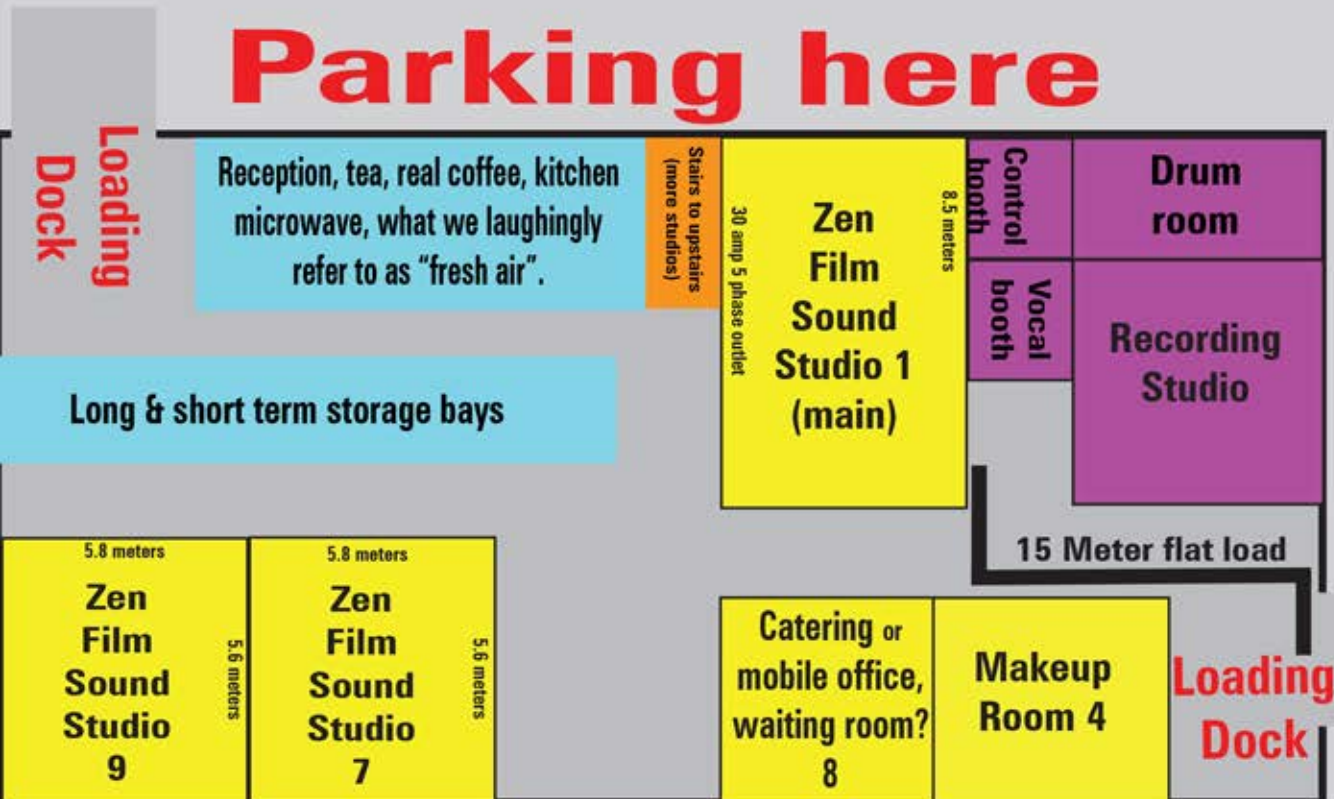 Parking here
Loading
Dock
Reception, tea, real coffee, kitchen
microwave, what we laughingly
refer to as “fresh air”.
Stairs to upstairs
(more studios)
30 amp 5 phase outlet
Zen
Film
Sound
Studio 1
(main)
8.5 meters
Control
booth
Drum
room
Vocal
booth
Recording
Studio
Long & short term storage bays
15 Meter flat load
5.8 meters
Zen
Film
Sound
Studio
9
5.6 meters
5.8 meters
Zen
Film
Sound
Studio
7
5.6 meters
Catering or
mobile office,
waiting room?
8
Makeup
Room 4
Loading
Dock